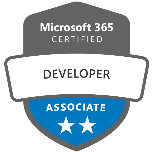 Microsoft 365
CERTIFIED
DEVELOPER
ASSOCIATE